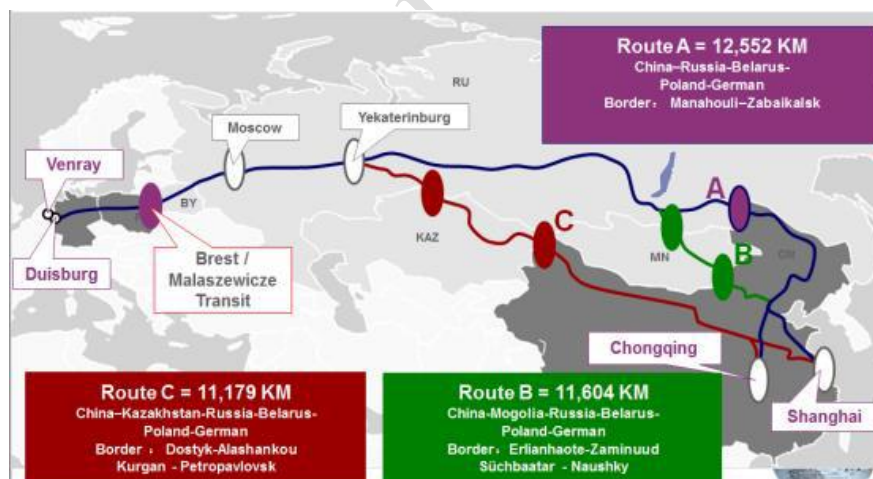 Route A = 12,552 KM
China–Russia-Belarus-
Poland-German
Border： Manahouli–Zabaikalsk
RU
Moscow
Yekaterinburg
Venray
A
BY
C
KAZ
MN
B
CN
Duisburg
Brest /
Malaszewicze
Transit
Chongqing
Shanghai
Route C = 11,179 KM
China–Kazakhstan-Russia-Belarus-
Poland-German
Border： Dostyk-Alashankou
Kurgan - Petropavlovsk
Route B = 11,604 KM
China-Mogolia-Russia-Belarus-
Poland-German
Border： Erlianhaote-Zaminuud
Süchbaatar - Naushky